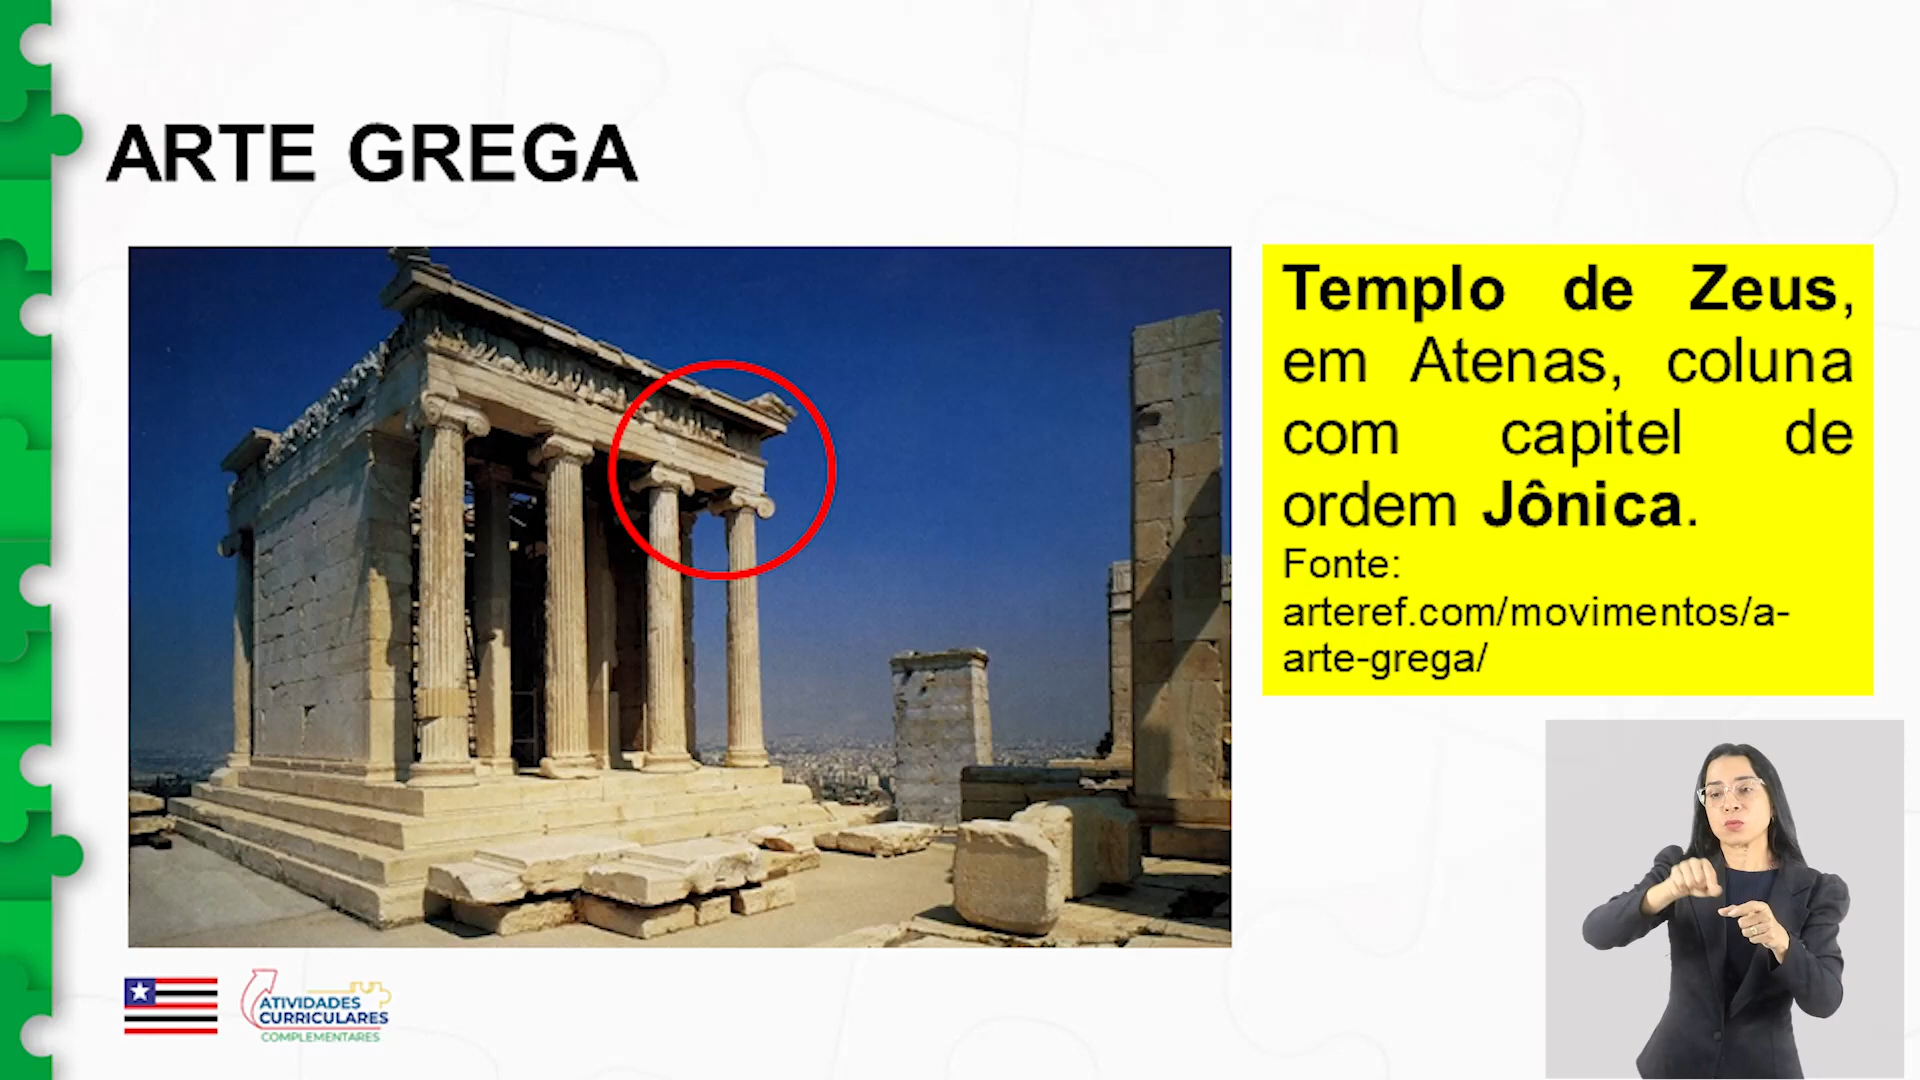 ARTE GREGA
Templo de Zeus,
em Atenas, coluna
com capitel de
ordem Jônica.
Fonte:
arteref.com/movimentos/a-
arte-grega/
ATIVIDADES
CURRICULARES
COMPLEMENTARES